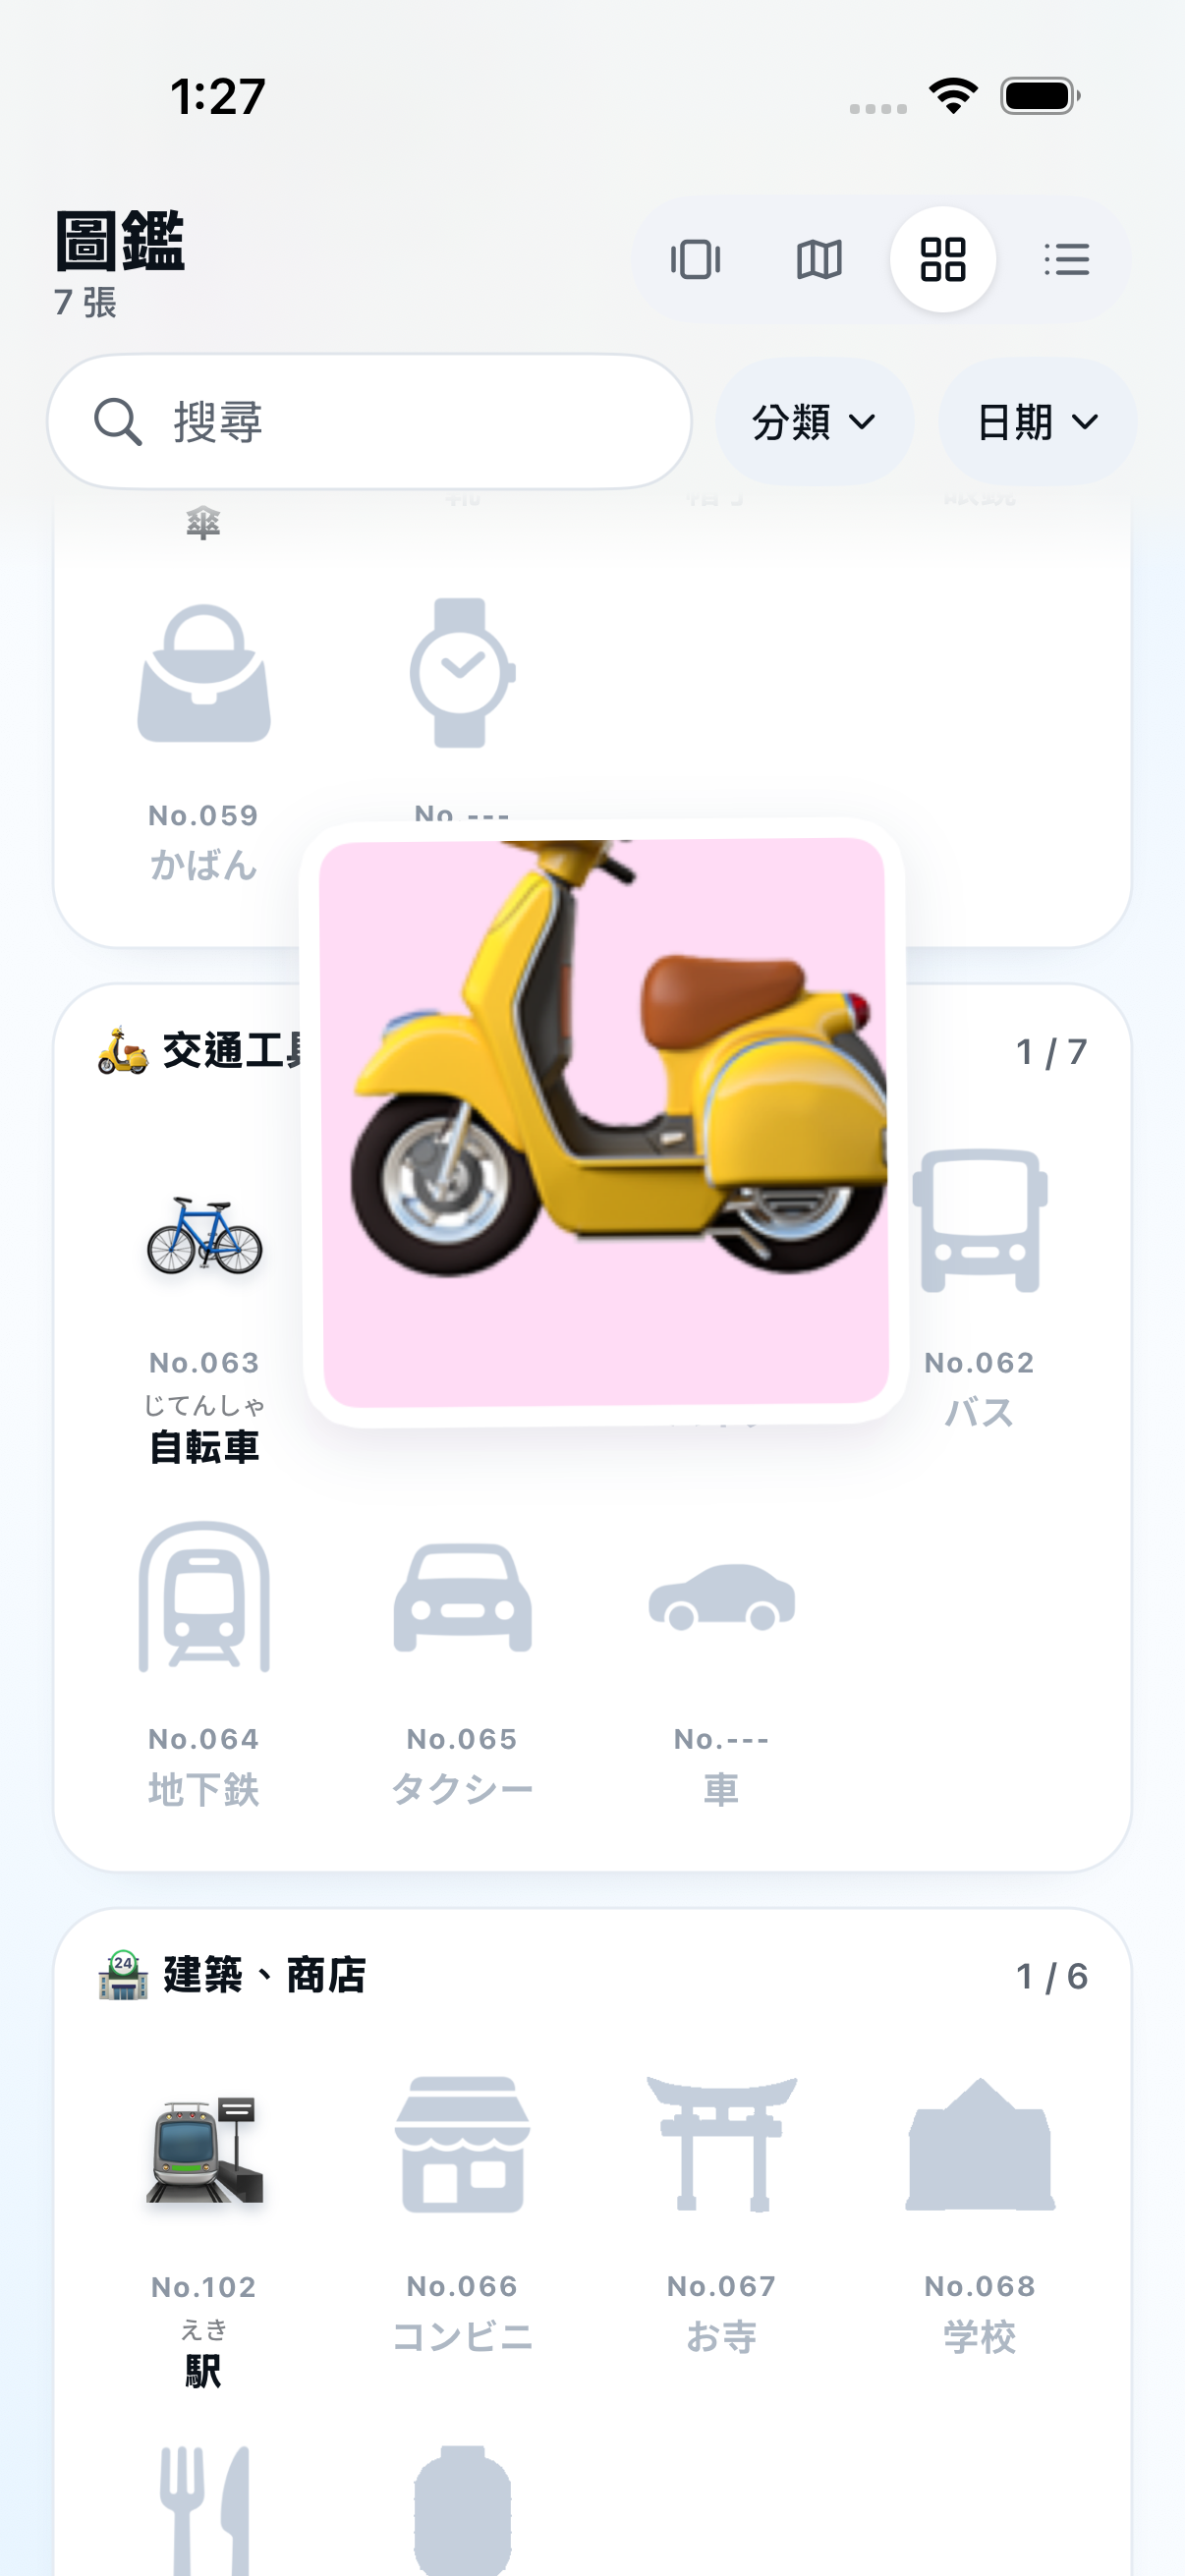 1:27
圖鑑
7 張
搜尋
分類
日期
傘
No.059
かばん
No.---
交通工
1 / 7
No.063
じてんしゃ
自転車
No.062
バス
No.064
地下鉄
No.065
タクシー
No.---
車
24
建築、商店
1 / 6
No.102
えき
駅
No.066
コンビニ
No.067
お寺
No.068
学校